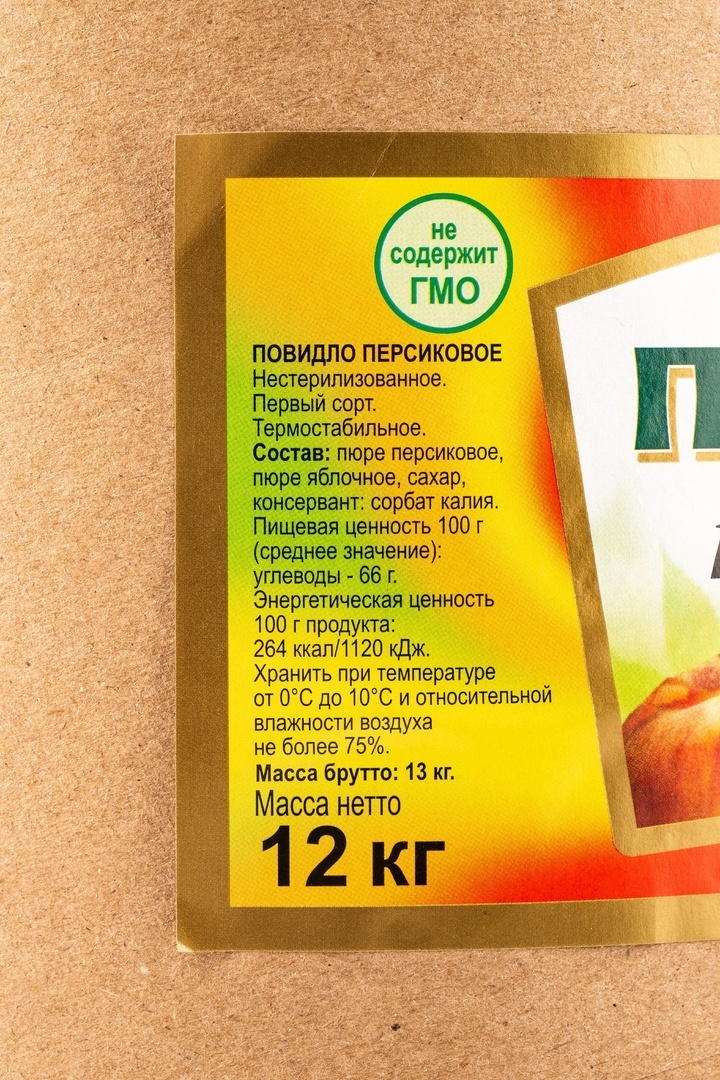 не
содержит
ГМО
ПОВИДЛО ПЕРСИКОВОЕ
Нестерилизованное.
Первый сорт.
Термостабильное.
Состав: пюре персиковое,
пюре яблочное, сахар,
консервант: сорбат калия.
Пищевая ценность 100 г
(среднее значение):
углеводы - 66 г.
Энергетическая ценность
100 г продукта:
264 ккал/1120 кДж.
Хранить при температуре
от 0°С до 10°С и относительной
влажности воздуха
не более 75%.
Масса брутто: 13 кг.
Масса нетто
12 кг
П